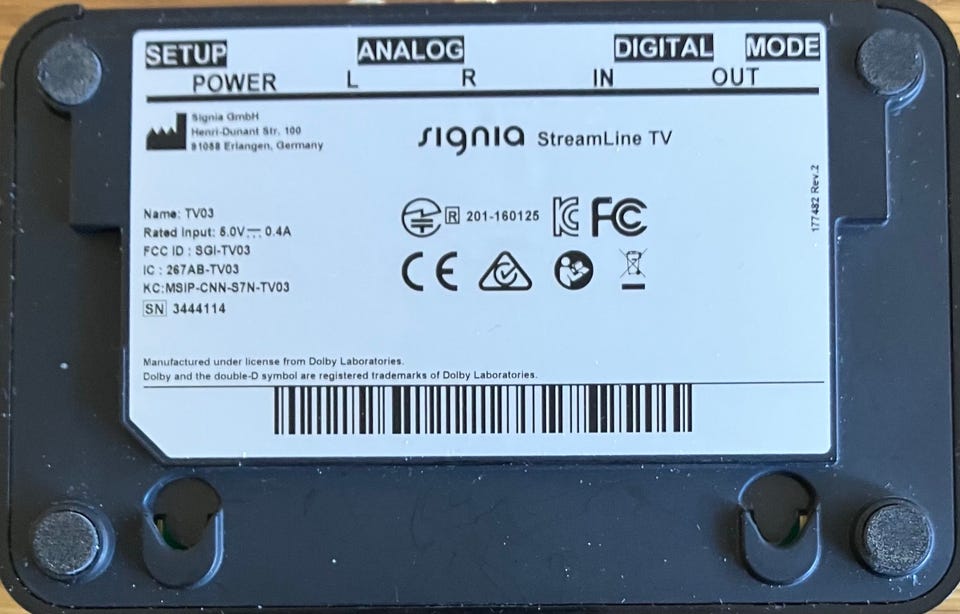 SETUP ANALOG DIGITAL MODE
POWER L R IN OUT
Signia GmbH
Henri-Dunant Str. 100
91058 Erlangen, Germany
signia StreamLine TV
Name: TV03
Rated Input: 5.0V⎓ 0.4A
FCC ID : SGI-TV03
IC : 267AB-TV03
KC:MSIP-CNN-S7N-TV03
SN 3444114
R 201-160125 KC FC
CE
177482 Rev.2
Manufactured under license from Dolby Laboratories.
Dolby and the double-D symbol are registered trademarks of Dolby Laboratories.